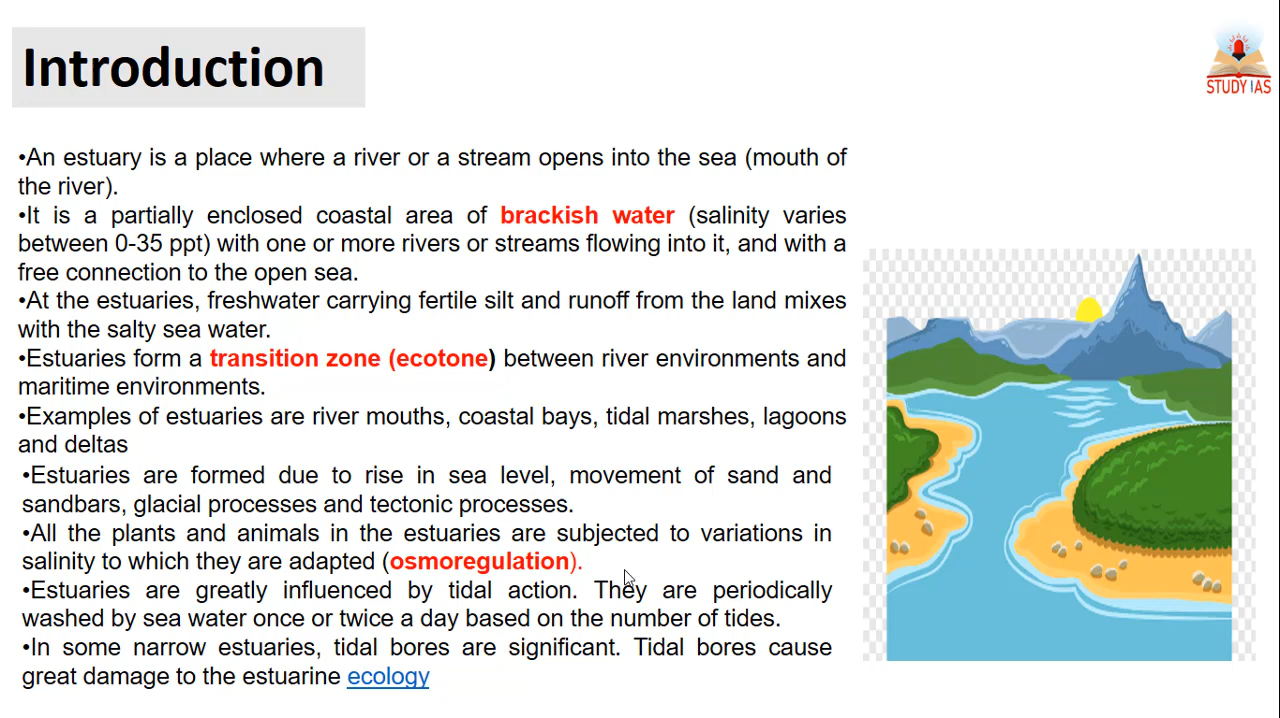 Introduction
STUDY IAS
•An estuary is a place where a river or a stream opens into the sea (mouth of
the river).
•It is a partially enclosed coastal area of brackish water (salinity varies
between 0-35 ppt) with one or more rivers or streams flowing into it, and with a
free connection to the open sea.
•At the estuaries, freshwater carrying fertile silt and runoff from the land mixes
with the salty sea water.
•Estuaries form a transition zone (ecotone) between river environments and
maritime environments.
•Examples of estuaries are river mouths, coastal bays, tidal marshes, lagoons
and deltas
•Estuaries are formed due to rise in sea level, movement of sand and
sandbars, glacial processes and tectonic processes.
•All the plants and animals in the estuaries are subjected to variations in
salinity to which they are adapted (osmoregulation).
•Estuaries are greatly influenced by tidal action. They are periodically
washed by sea water once or twice a day based on the number of tides.
•In some narrow estuaries, tidal bores are significant. Tidal bores cause
great damage to the estuarine ecology